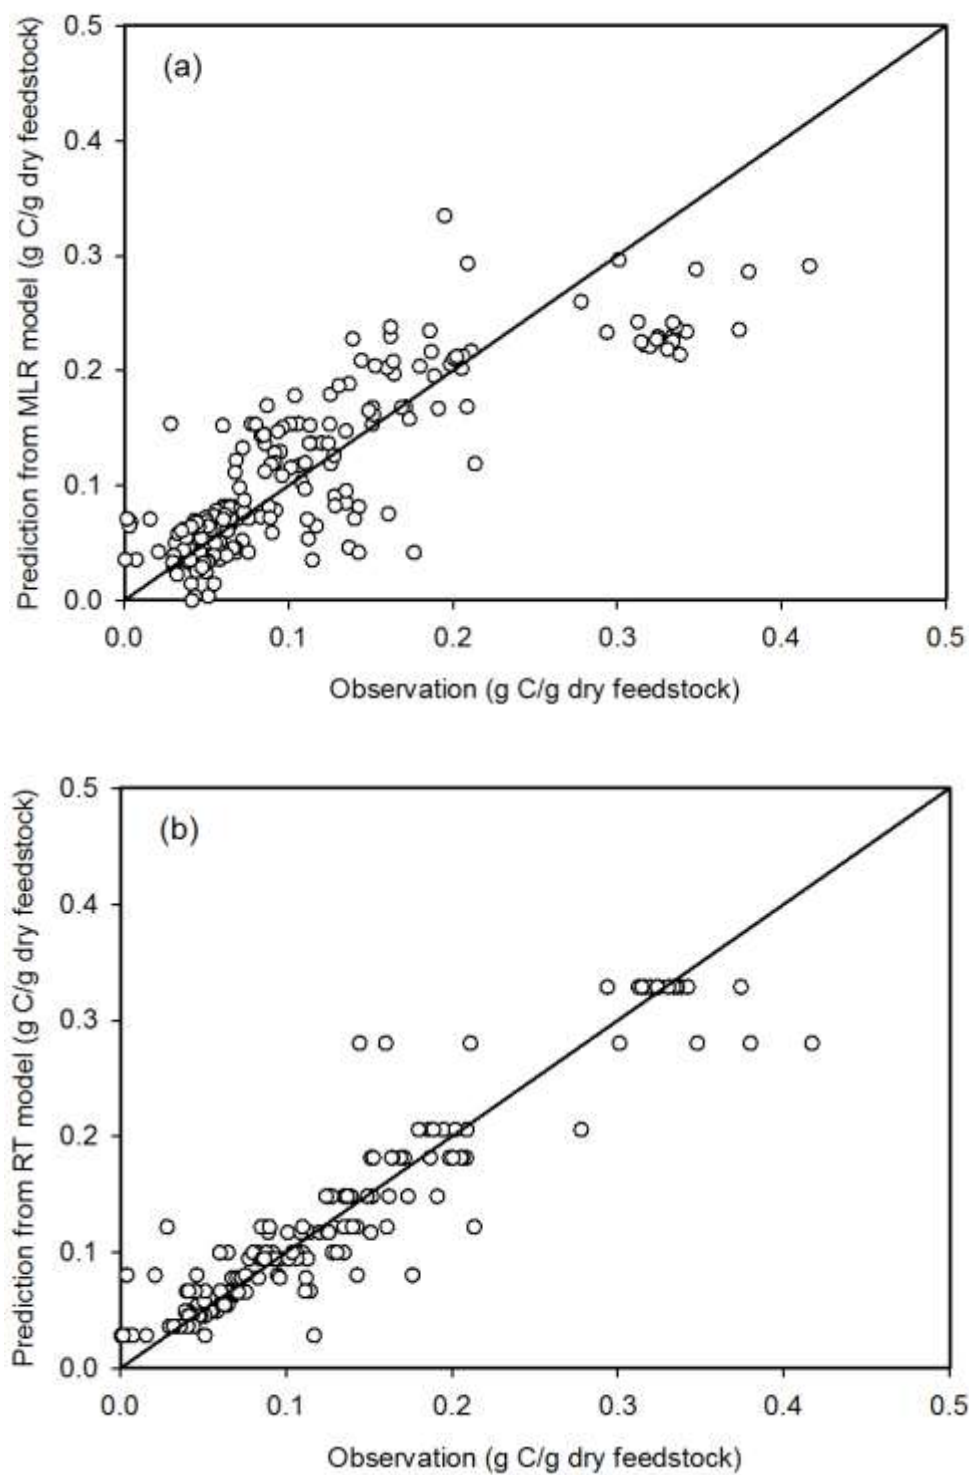 (a)
Prediction from MLR model (g C/g dry feedstock)
0.5
0.4
0.3
0.2
0.1
0.0
0.0 0.1 0.2 0.3 0.4 0.5
Observation (g C/g dry feedstock)
(b)
Prediction from RT model (g C/g dry feedstock)
0.5
0.4
0.3
0.2
0.1
0.0
0.0 0.1 0.2 0.3 0.4 0.5
Observation (g C/g dry feedstock)